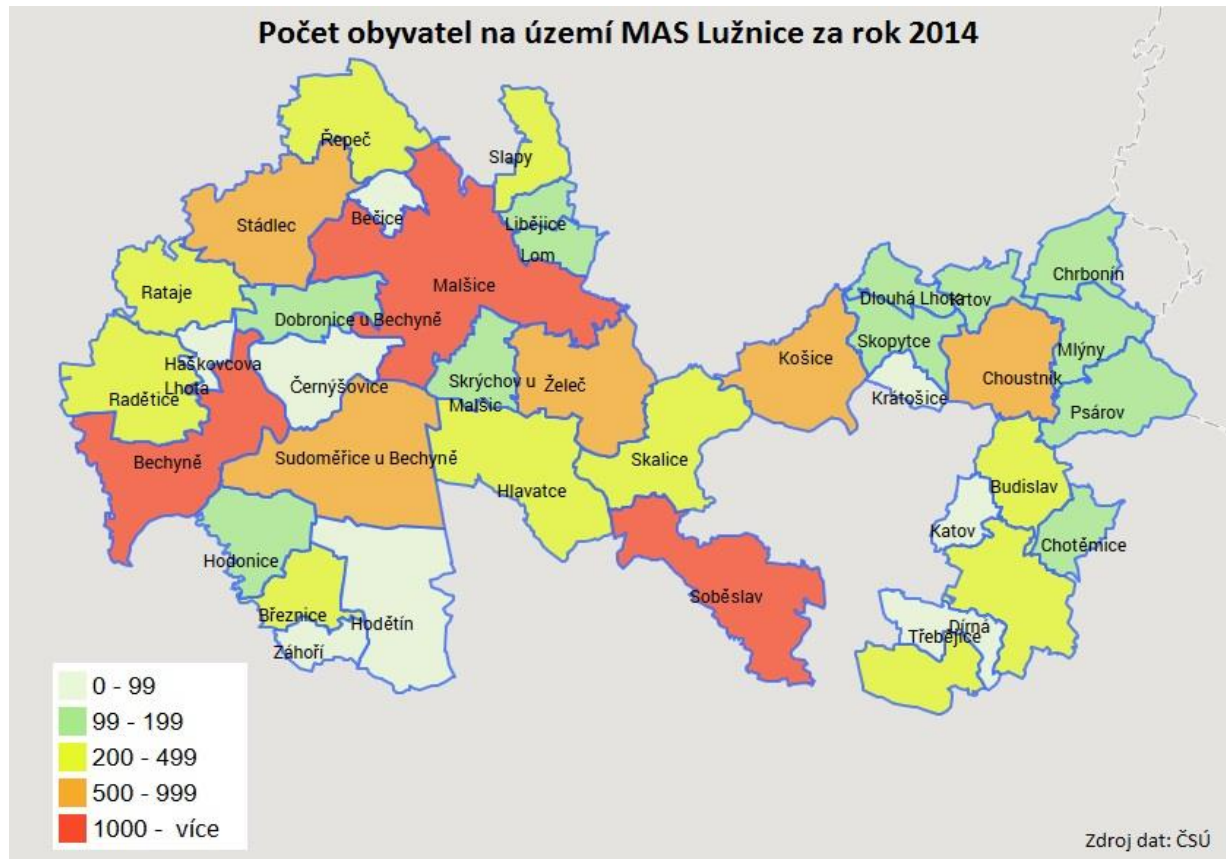 Počet obyvatel na území MAS Lužnice za rok 2014
Řepeč
Slapy
Bečice
Stádlec
Libějice
Lom
Chrbonín
Rataje
Malšice
Dlouhá Lhota
Krtov
Dobronice u Bechyně
Skopytce
Mlýny
Haškovcova
Lhota
Košice
Choustník
Černýšovice
Skrýchov u
Malšic
Želeč
Krátošice
Radětice
Psárov
Bechyně
Sudoměřice u Bechyně
Skalice
Hlavatce
Budislav
Katov
Chotěmice
Hodonice
Soběslav
Březnice
Hodětín
Dírná
Třebějice
Záhoří
0 - 99
99 - 199
200 - 499
500 - 999
1000 - více
Zdroj dat: ČSÚ